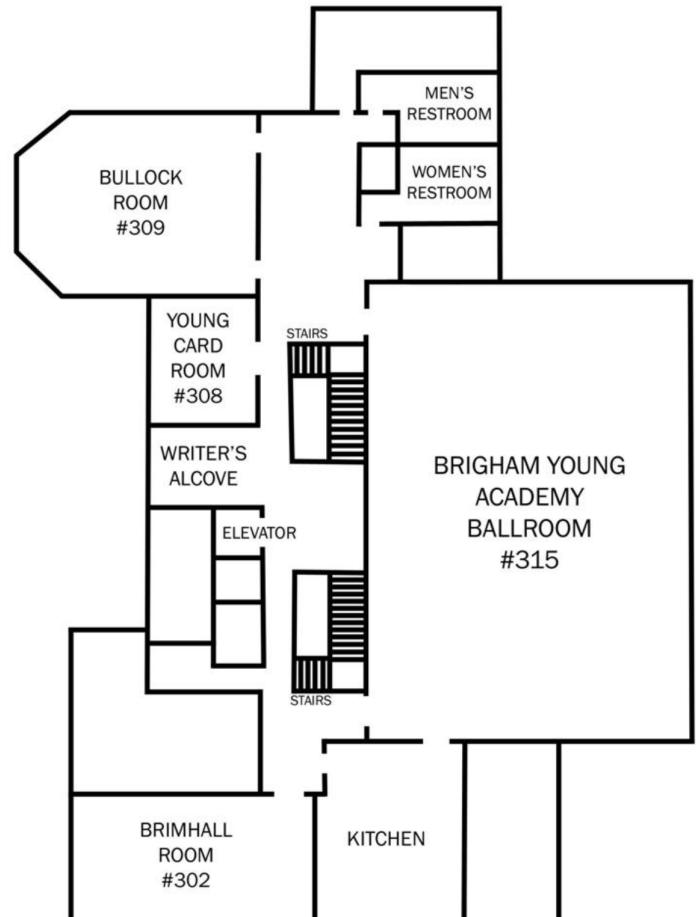 MEN'S
RESTROOM
WOMEN'S
RESTROOM
BULLOCK
ROOM
#309
YOUNG
CARD
ROOM
#308
STAIRS
WRITER'S
ALCOVE
BRIGHAM YOUNG
ACADEMY
BALLROOM
#315
ELEVATOR
STAIRS
BRIMHALL
ROOM
#302
KITCHEN